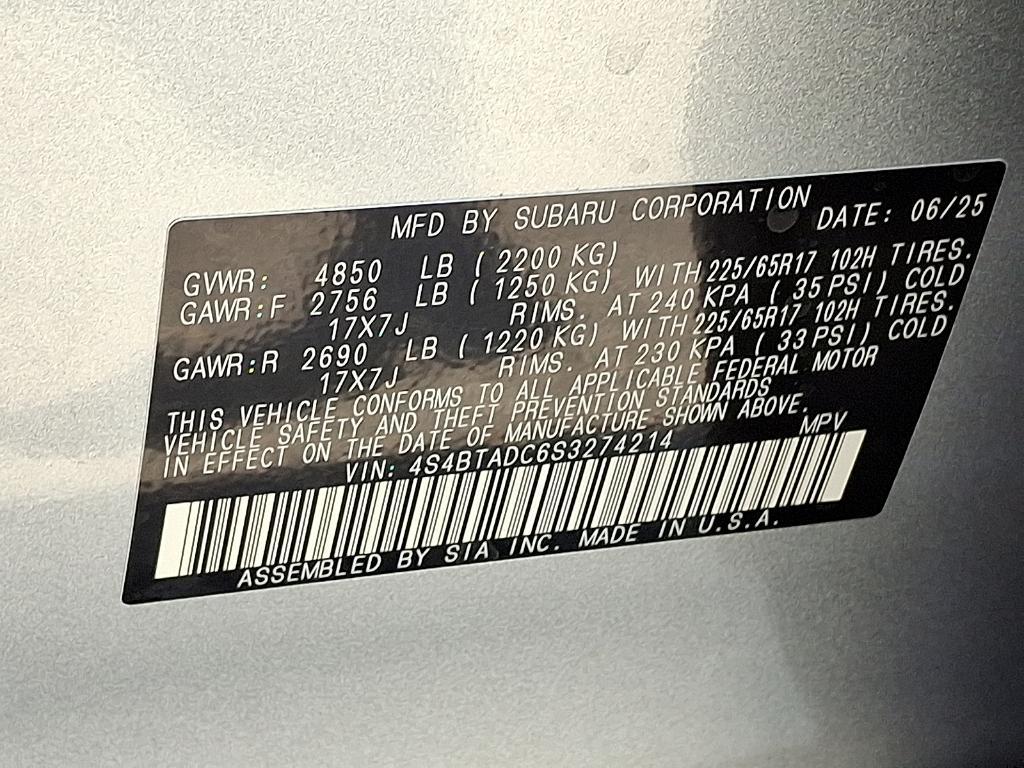 MFD BY SUBARU CORPORATION DATE: 06/25
GVWR: 4850 LB ( 2200 KG)
GAWR:F 2756 LB ( 1250 KG) WITH 225/65R17 102H TIRES.
17X7J RIMS. AT 240 KPA ( 35 PSI) COLD
GAWR:R 2690 LB ( 1220 KG) WITH 225/65R17 102H TIRES.
17X7J RIMS. AT 230 KPA ( 33 PSI) COLD
THIS VEHICLE CONFORMS TO ALL APPLICABLE FEDERAL MOTOR
VEHICLE SAFETY AND THEFT PREVENTION STANDARDS
IN EFFECT ON THE DATE OF MANUFACTURE SHOWN ABOVE.
VIN: 4S4BTADC6S3274214 MPV
ASSEMBLED BY SIA INC. MADE IN U.S.A.